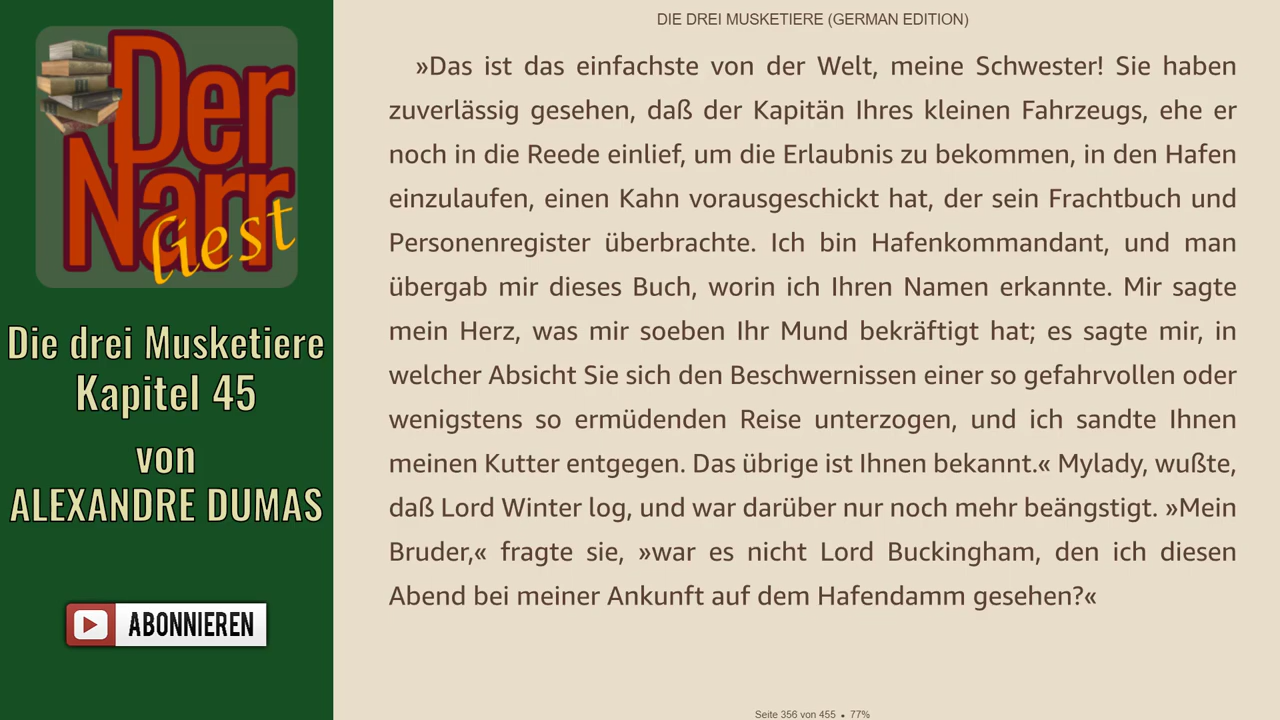 Der
Narr
liest
Die drei Musketiere
Kapitel 45
von
ALEXANDRE DUMAS
ABONNIEREN
DIE DREI MUSKETIERE (GERMAN EDITION)
»Das ist das einfachste von der Welt, meine Schwester! Sie haben
zuverlässig gesehen, daß der Kapitän Ihres kleinen Fahrzeugs, ehe er
noch in die Reede einlief, um die Erlaubnis zu bekommen, in den Hafen
einzulaufen, einen Kahn vorausgeschickt hat, der sein Frachtbuch und
Personenregister überbrachte. Ich bin Hafenkommandant, und man
übergab mir dieses Buch, worin ich Ihren Namen erkannte. Mir sagte
mein Herz, was mir soeben Ihr Mund bekräftigt hat; es sagte mir, in
welcher Absicht Sie sich den Beschwernissen einer so gefahrvollen oder
wenigstens so ermüdenden Reise unterzogen, und ich sandte Ihnen
meinen Kutter entgegen. Das übrige ist Ihnen bekannt.« Mylady, wußte,
daß Lord Winter log, und war darüber nur noch mehr beängstigt. »Mein
Bruder,« fragte sie, »war es nicht Lord Buckingham, den ich diesen
Abend bei meiner Ankunft auf dem Hafendamm gesehen?«
Seite 356 von 455 • 77%